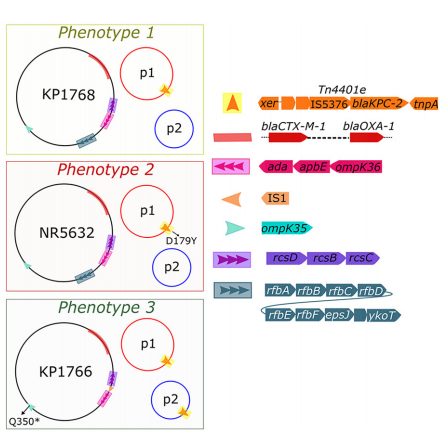 Phenotype 1
KP1768
p1
p2
Phenotype 2
NR5632
p1
D179Y
p2
Phenotype 3
KP1766
p1
p2
Q350*
Tn4401e
xer IS5376 blaKPC-2 tnpA
blaCTX-M-1 blaOXA-1
ada apbE ompK36
IS1
ompK35
rcsD rcsB rcsC
rfbA rfbB rfbC rfbD
rfbE rfbF epsJ ykoT